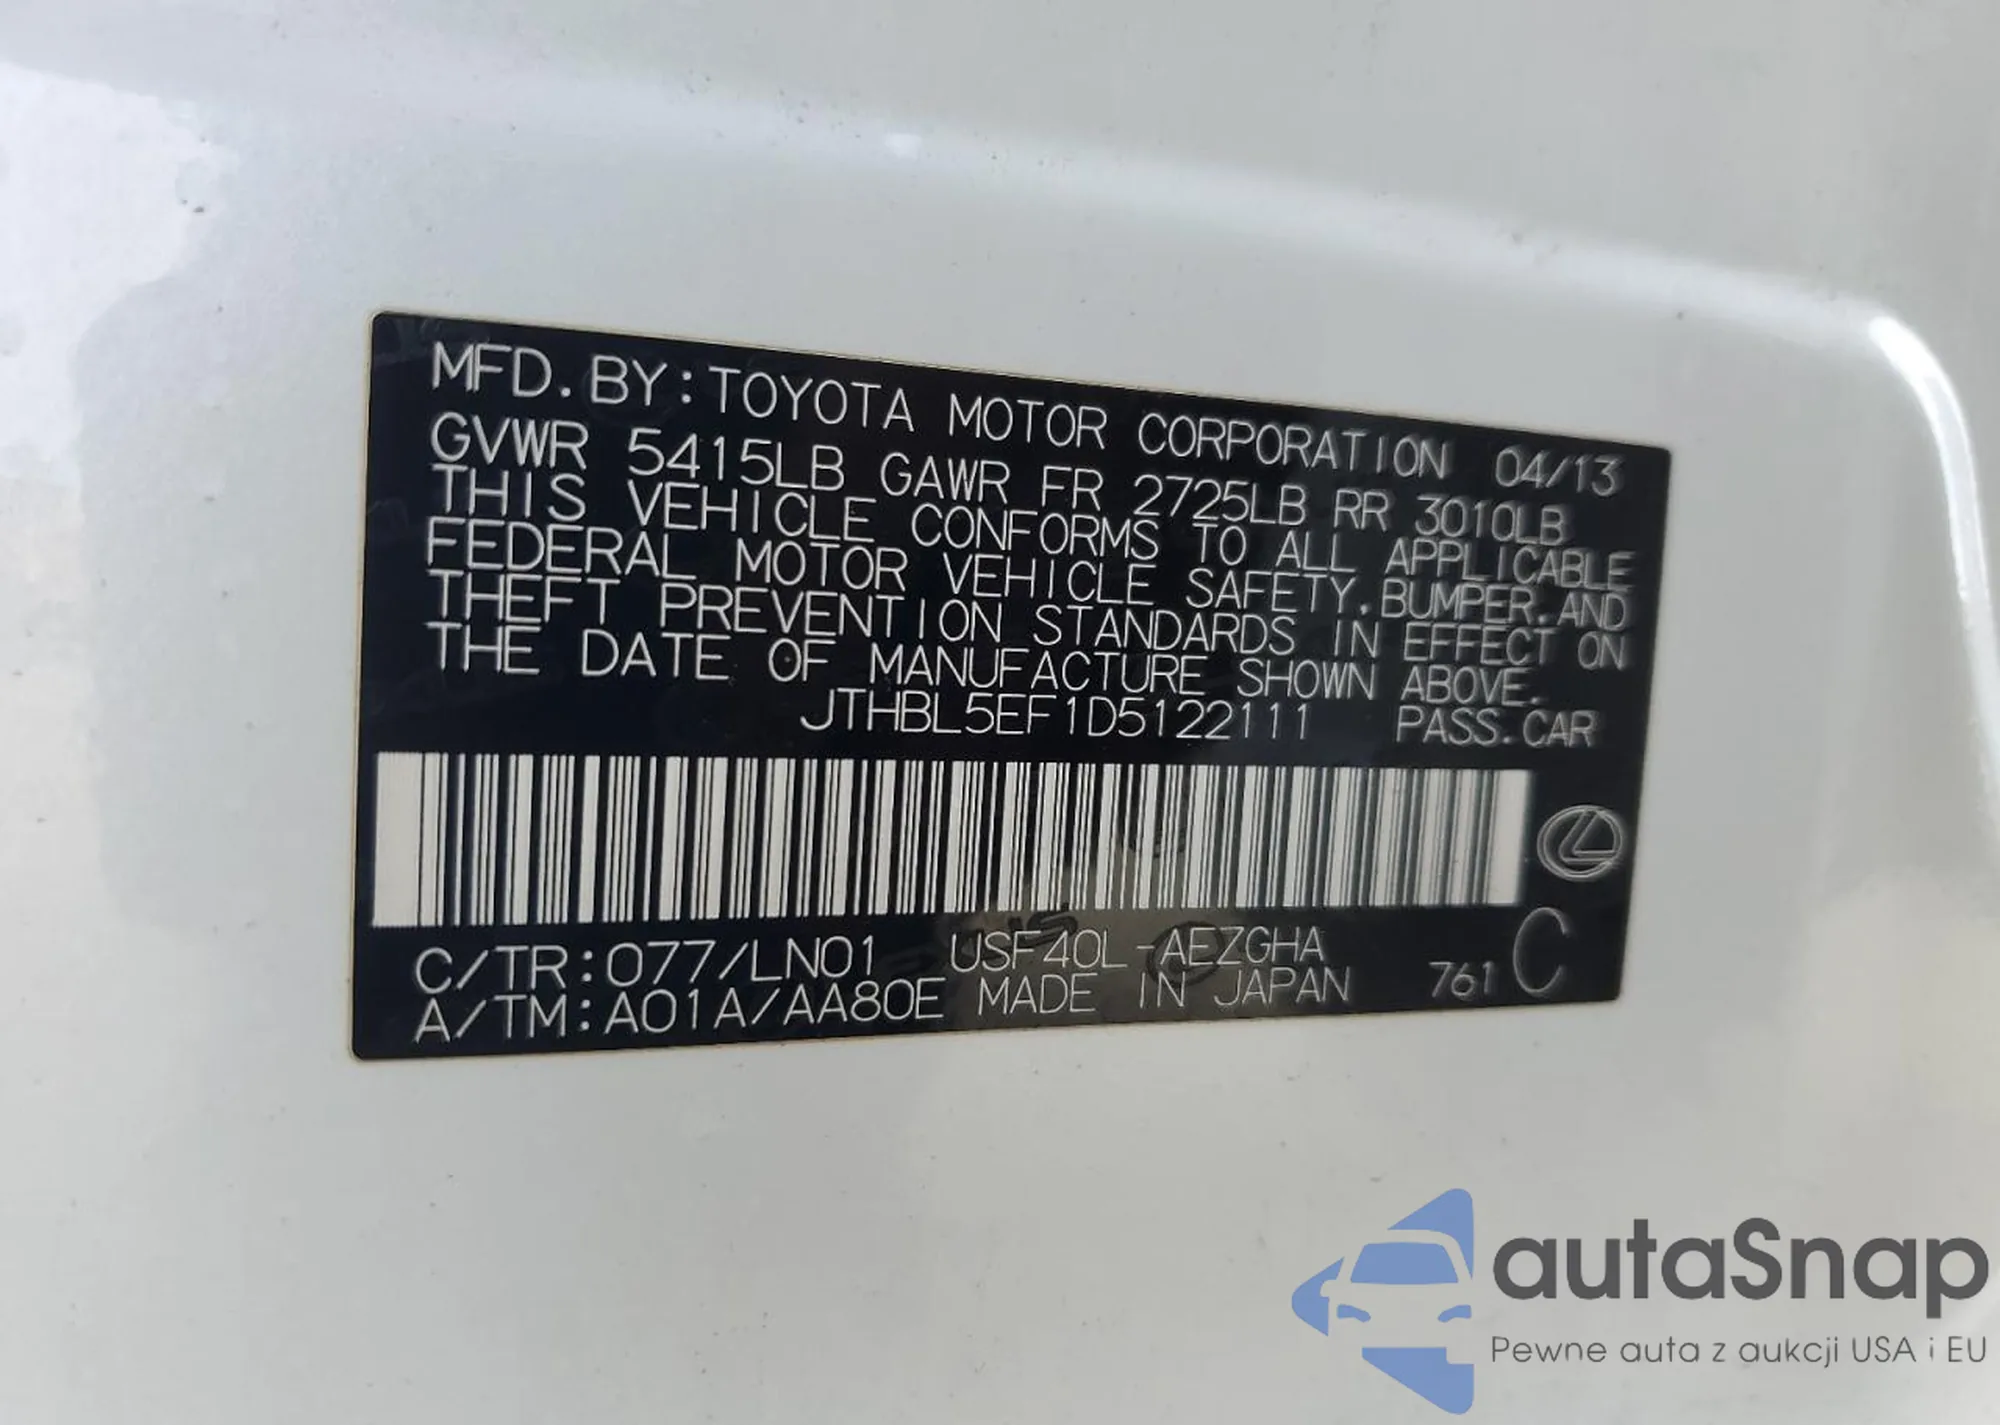 MFD. BY: TOYOTA MOTOR CORPORATION 04/13
GVWR 5415LB GAWR FR 2725LB RR 3010LB
THIS VEHICLE CONFORMS TO ALL APPLICABLE
FEDERAL MOTOR VEHICLE SAFETY, BUMPER, AND
THEFT PREVENTION STANDARDS IN EFFECT ON
THE DATE OF MANUFACTURE SHOWN ABOVE.
JTHBL5EF1D5122111 PASS. CAR
C/TR: 077/LN01 USF40L-AEZGHA
A/TM: A01A/AA80E MADE IN JAPAN 761 C
autaSnap
Pewne auta z aukcji USA i EU